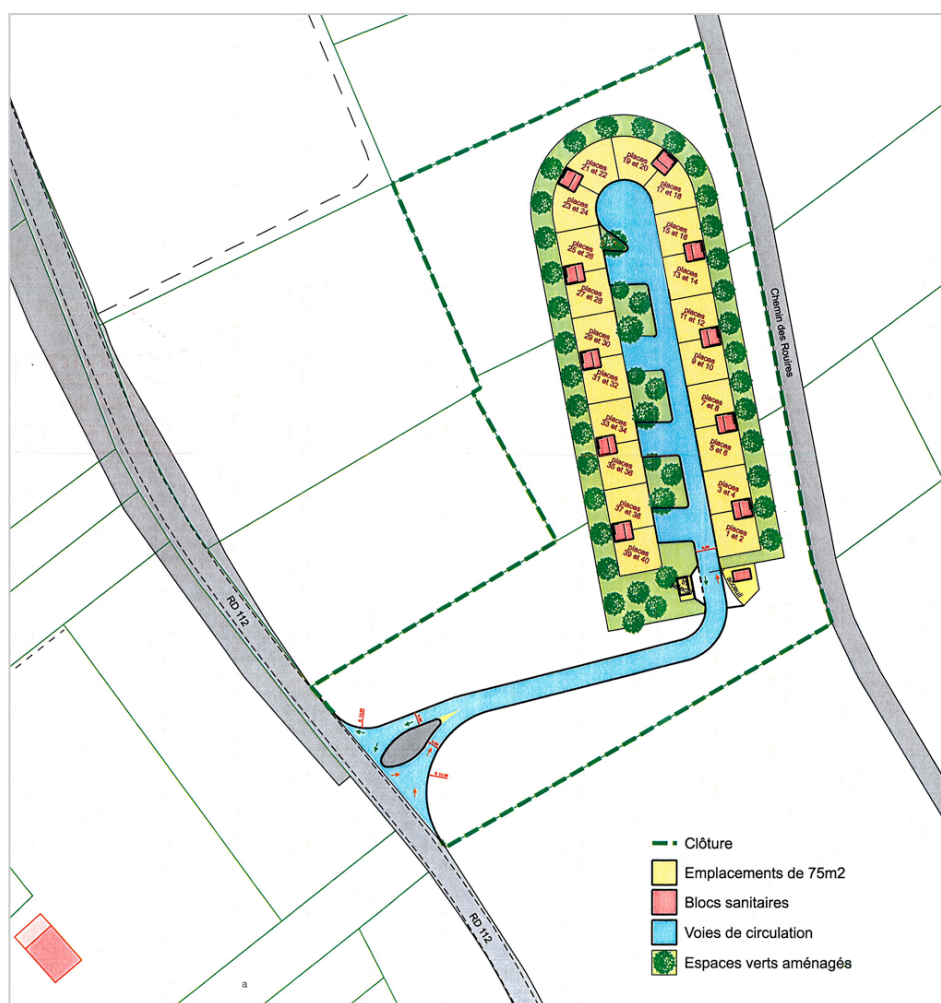 places
19 et 20
places
21 et 22
places
17 et 18
places
23 et 24
places
15 et 16
places
25 et 26
places
13 et 14
places
27 et 28
places
11 et 12
places
29 et 30
places
9 et 10
places
31 et 32
places
7 et 8
places
33 et 34
places
5 et 6
places
35 et 36
places
3 et 4
places
37 et 38
places
1 et 2
places
39 et 40
accueil
Chemin des Rouires
RD 112
RD 112
Clôture
Emplacements de 75m2
Blocs sanitaires
Voies de circulation
Espaces verts aménagés
a